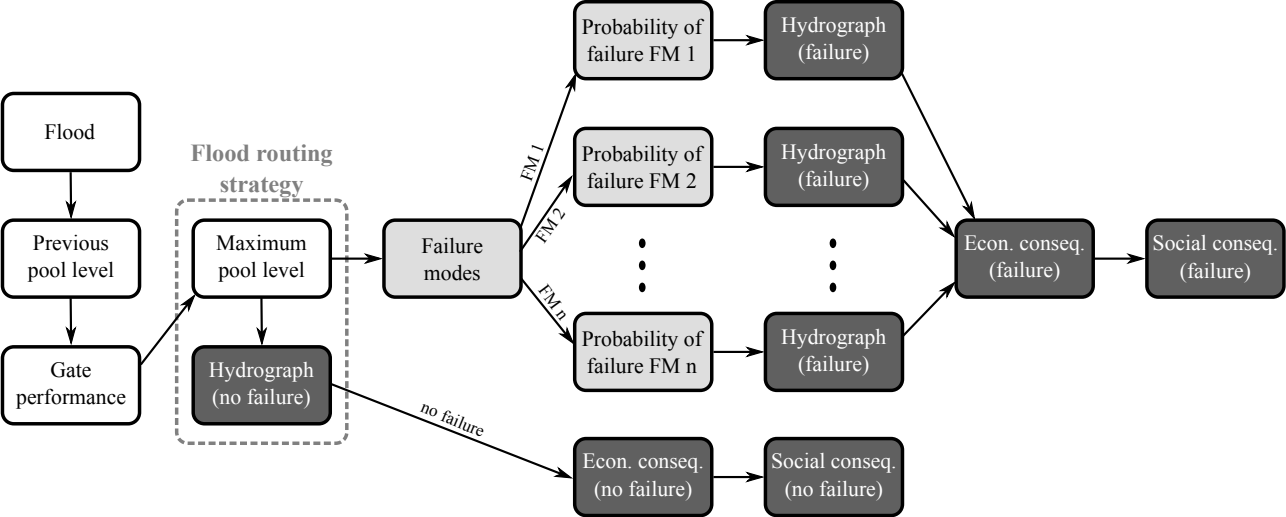 Flood
Previous
pool level
Gate
performance
Flood routing
strategy
Maximum
pool level
Hydrograph
(no failure)
Failure
modes
FM 1
FM 2
FM n
no failure
Probability of
failure FM 1
Hydrograph
(failure)
Probability of
failure FM 2
Hydrograph
(failure)
Probability of
failure FM n
Hydrograph
(failure)
Econ. conseq.
(failure)
Social conseq.
(failure)
Econ. conseq.
(no failure)
Social conseq.
(no failure)